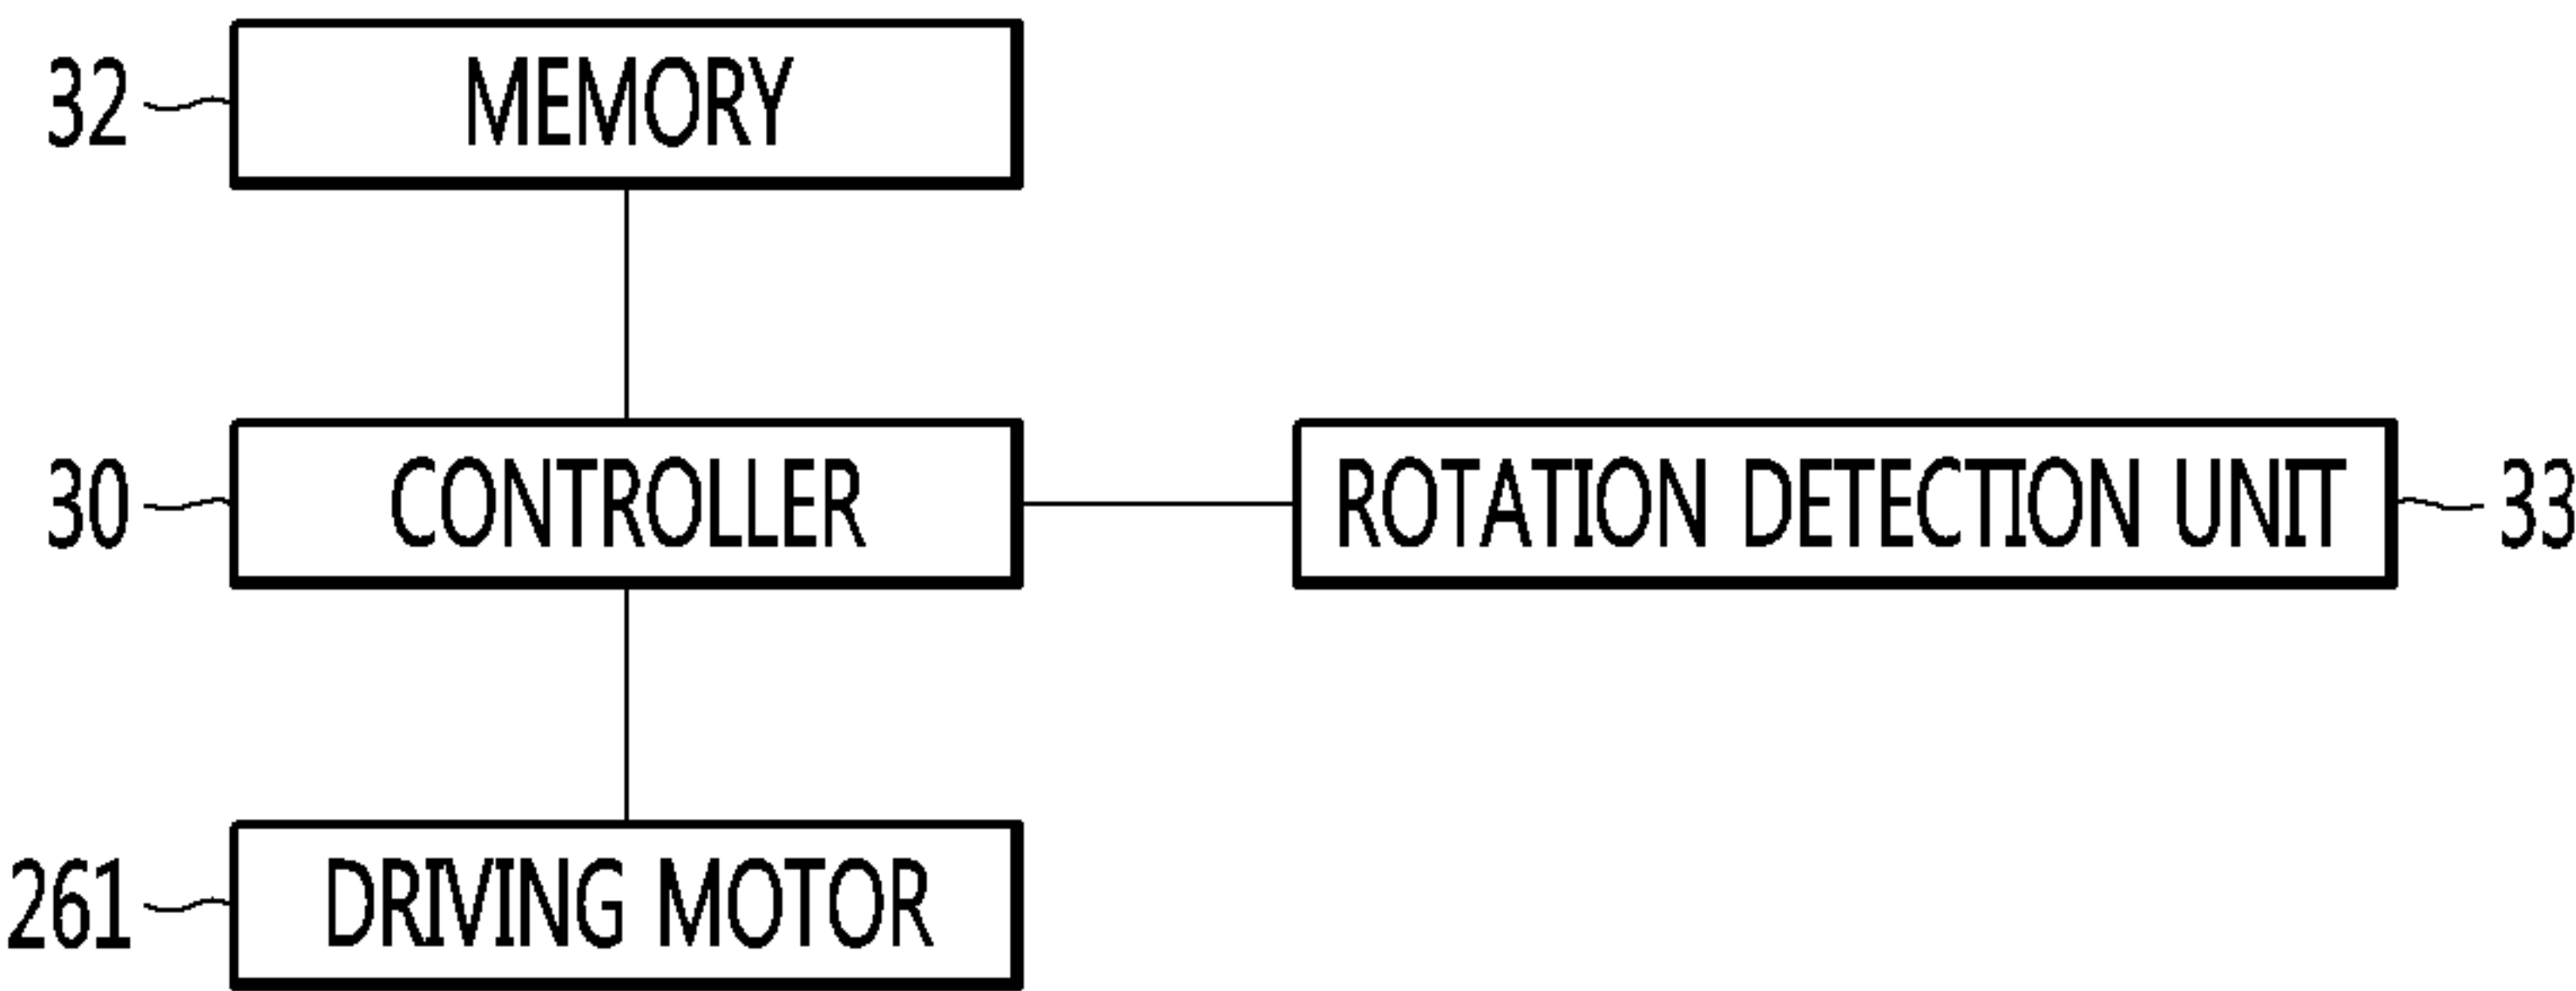 32 MEMORY
30 CONTROLLER ROTATION DETECTION UNIT 33
261 DRIVING MOTOR